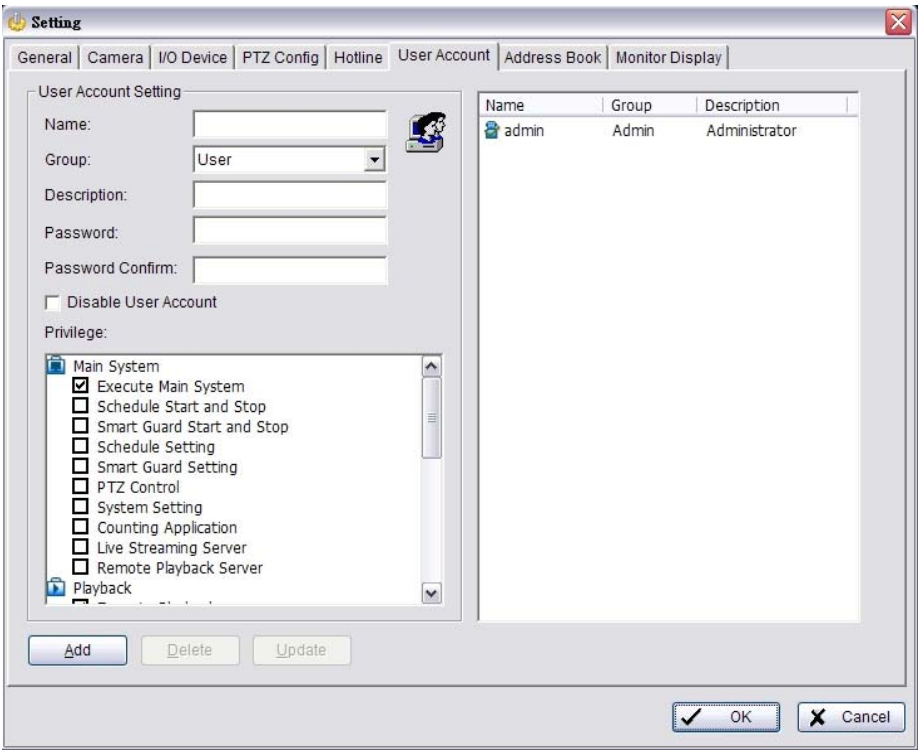 Setting
General Camera I/O Device PTZ Config Hotline User Account Address Book Monitor Display
User Account Setting
Name:
Group: User
Description:
Password:
Password Confirm:
Disable User Account
Privilege:
Main System
Execute Main System
Schedule Start and Stop
Smart Guard Start and Stop
Schedule Setting
Smart Guard Setting
PTZ Control
System Setting
Counting Application
Live Streaming Server
Remote Playback Server
Playback
Name Group Description
admin Admin Administrator
Add Delete Update
OK Cancel